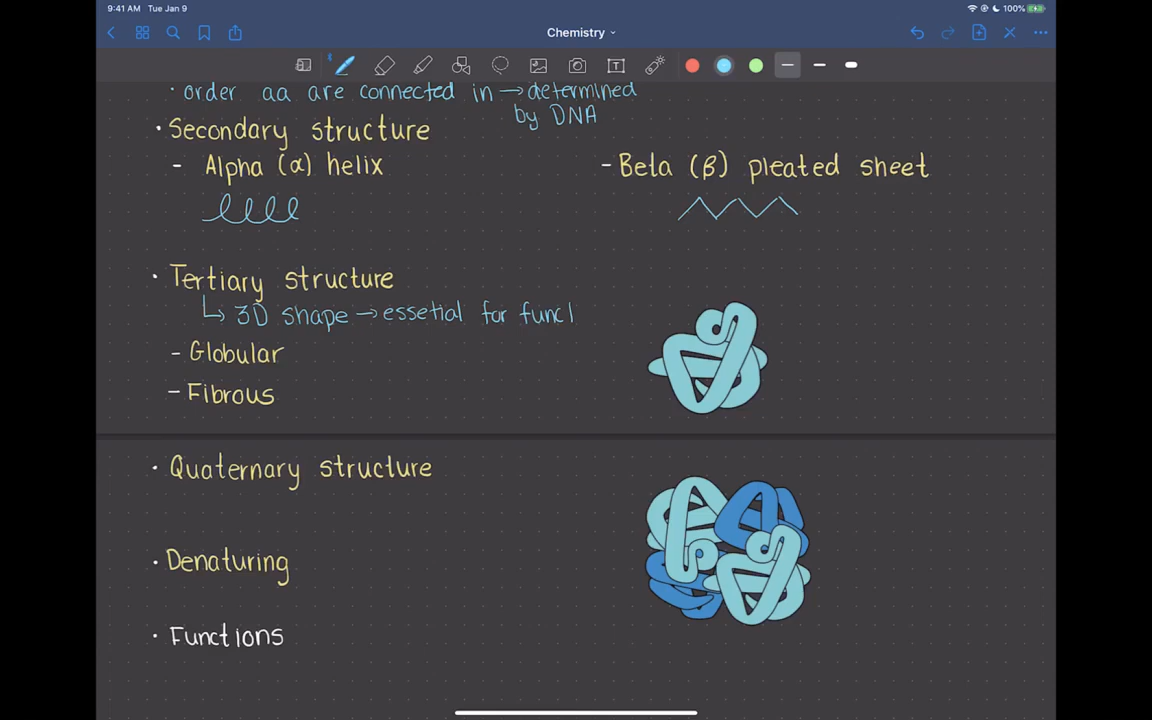 9:41 AM Tue Jan 9
100%
Chemistry
· order aa are connected in → determined
by DNA
· Secondary structure
- Alpha (α) helix
- Beta (β) pleated sheet
· Tertiary structure
↳ 3D shape → essetial for funcl
- Globular
- Fibrous
· Quaternary structure
· Denaturing
· Functions